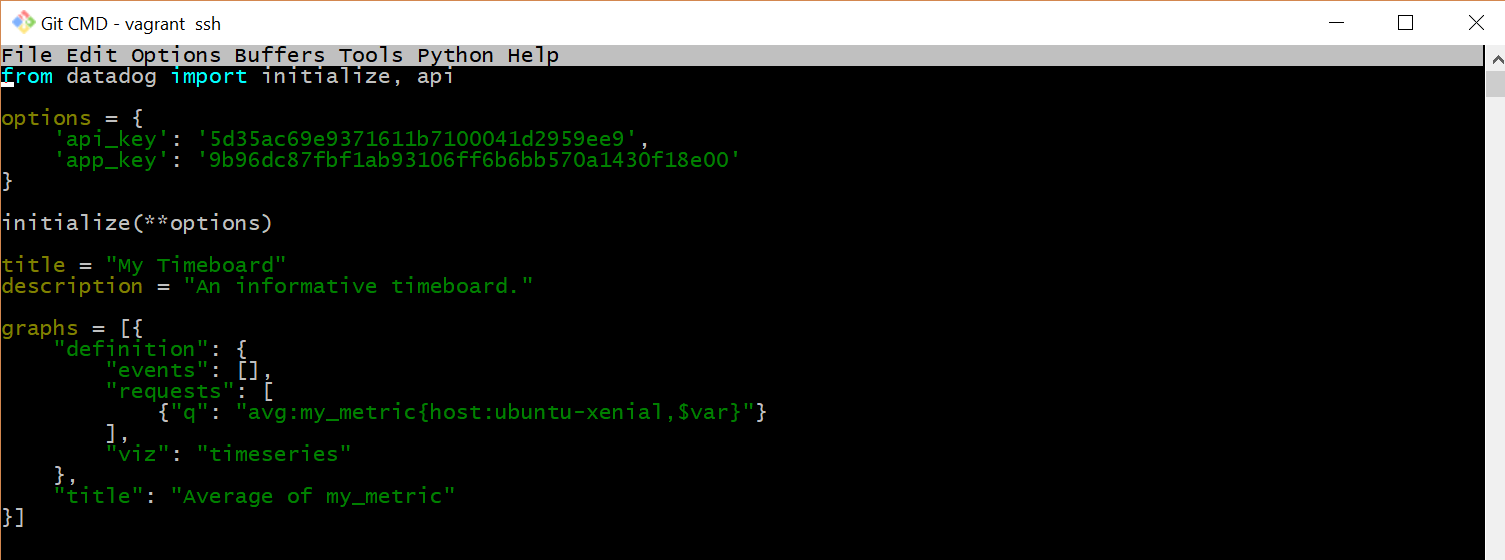 Git CMD - vagrant  ssh
File Edit Options Buffers Tools Python Help
from datadog import initialize, api
options = {
    'api_key': '5d35ac69e9371611b7100041d2959ee9',
    'app_key': '9b96dc87fbf1ab93106ff6b6bb570a1430f18e00'
}
initialize(**options)
title = "My Timeboard"
description = "An informative timeboard."
graphs = [{
    "definition": {
        "events": [],
        "requests": [
            {"q": "avg:my_metric{host:ubuntu-xenial,$var}"}
        ],
        "viz": "timeseries"
    },
    "title": "Average of my_metric"
}]